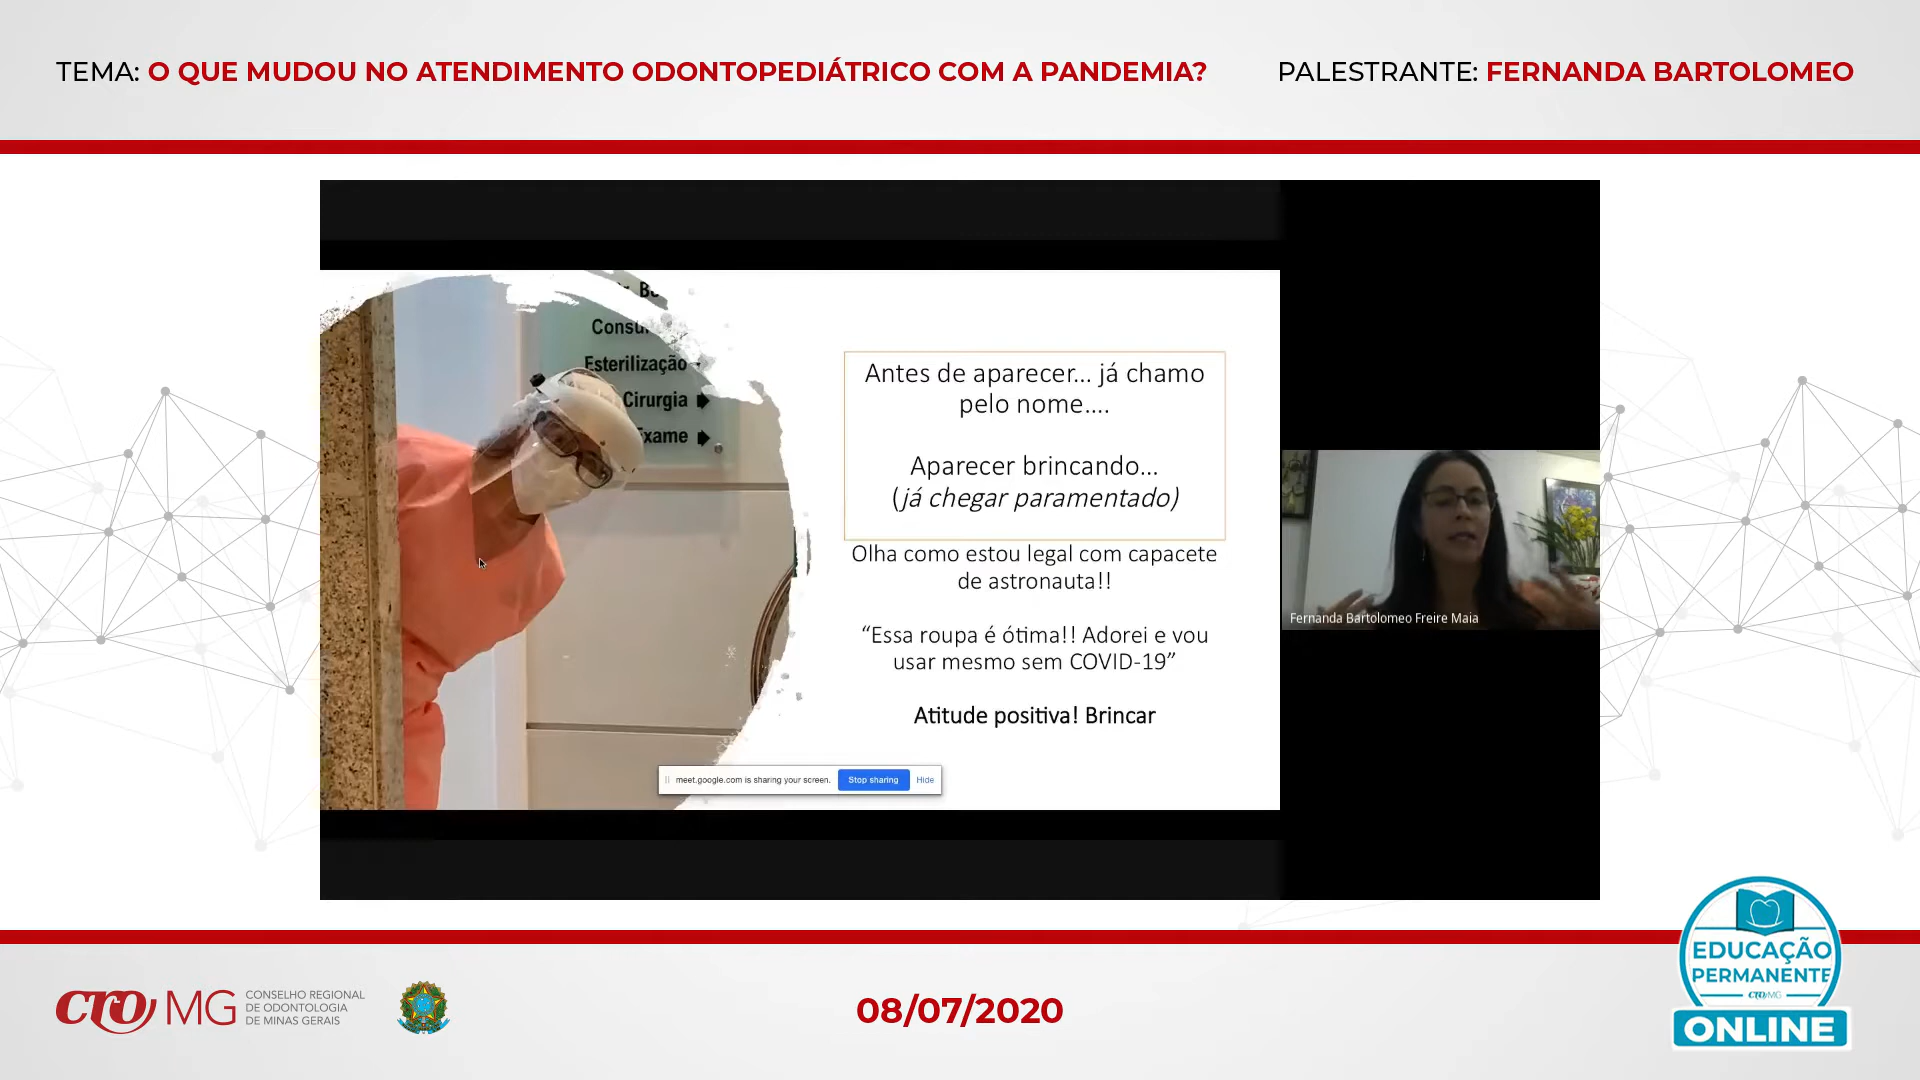 TEMA: O QUE MUDOU NO ATENDIMENTO ODONTOPEDIÁTRICO COM A PANDEMIA?
PALESTRANTE: FERNANDA BARTOLOMEO
Esterilização
Cirurgia
Antes de aparecer... já chamo
pelo nome....
Aparecer brincando...
(já chegar paramentado)
Olha como estou legal com capacete
de astronauta!!
“Essa roupa é ótima!! Adorei e vou
usar mesmo sem COVID-19”
Atitude positiva! Brincar
meet.google.com is sharing your screen.
Stop sharing
Hide
Fernanda Bartolomeo Freire Maia
CRO MG
CONSELHO REGIONAL
DE ODONTOLOGIA
DE MINAS GERAIS
08/07/2020
EDUCAÇÃO
PERMANENTE
CRO MG
ONLINE